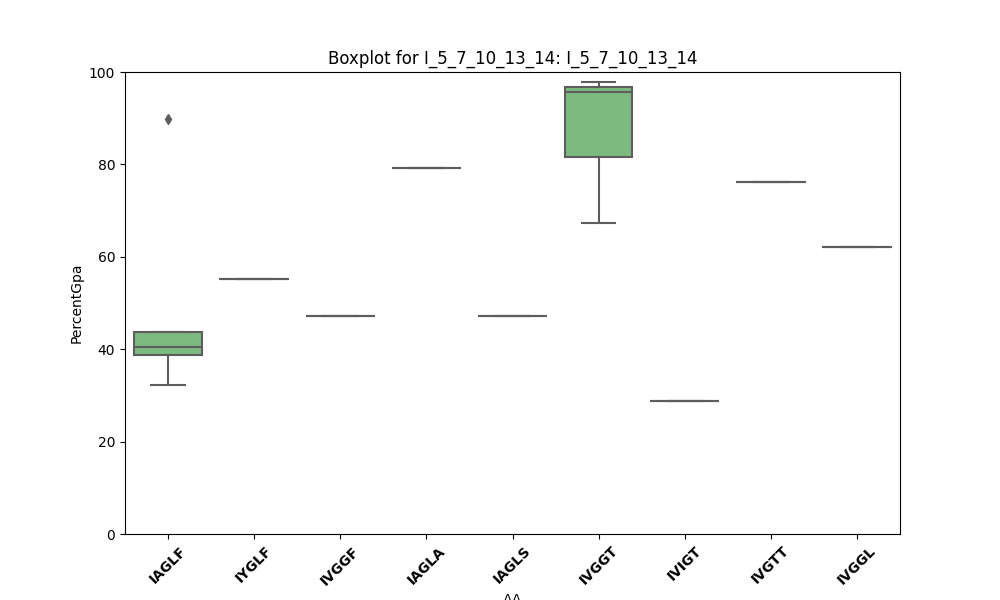 Boxplot for I_5_7_10_13_14: I_5_7_10_13_14
100
80
60
40
20
0
PercentGpa
IAGLF
IYGLF
IVGGF
IAGLA
IAGLS
IVGGT
IVIGT
IVGTT
IVGGL
AA